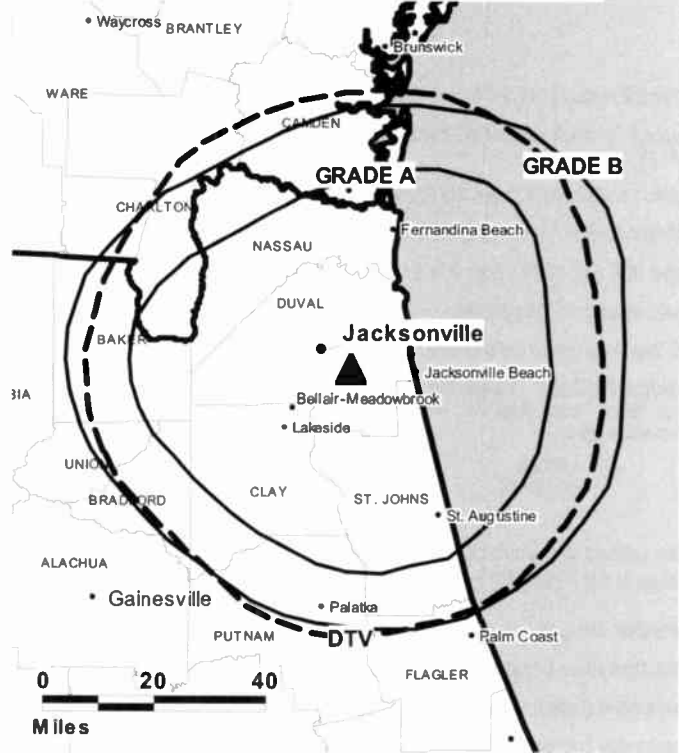 Waycross
BRANTLEY
Brunswick
WARE
CAMDEN
GRADE A
GRADE B
CHARLTON
Fernandina Beach
NASSAU
DUVAL
Jacksonville
BAKER
Jacksonville Beach
BIA
Bellair-Meadowbrook
Lakeside
UNION
CLAY
BRADFORD
ST. JOHNS
St. Augustine
ALACHUA
Gainesville
Palatka
PUTNAM
DTV
Palm Coast
FLAGLER
0 20 40
Miles